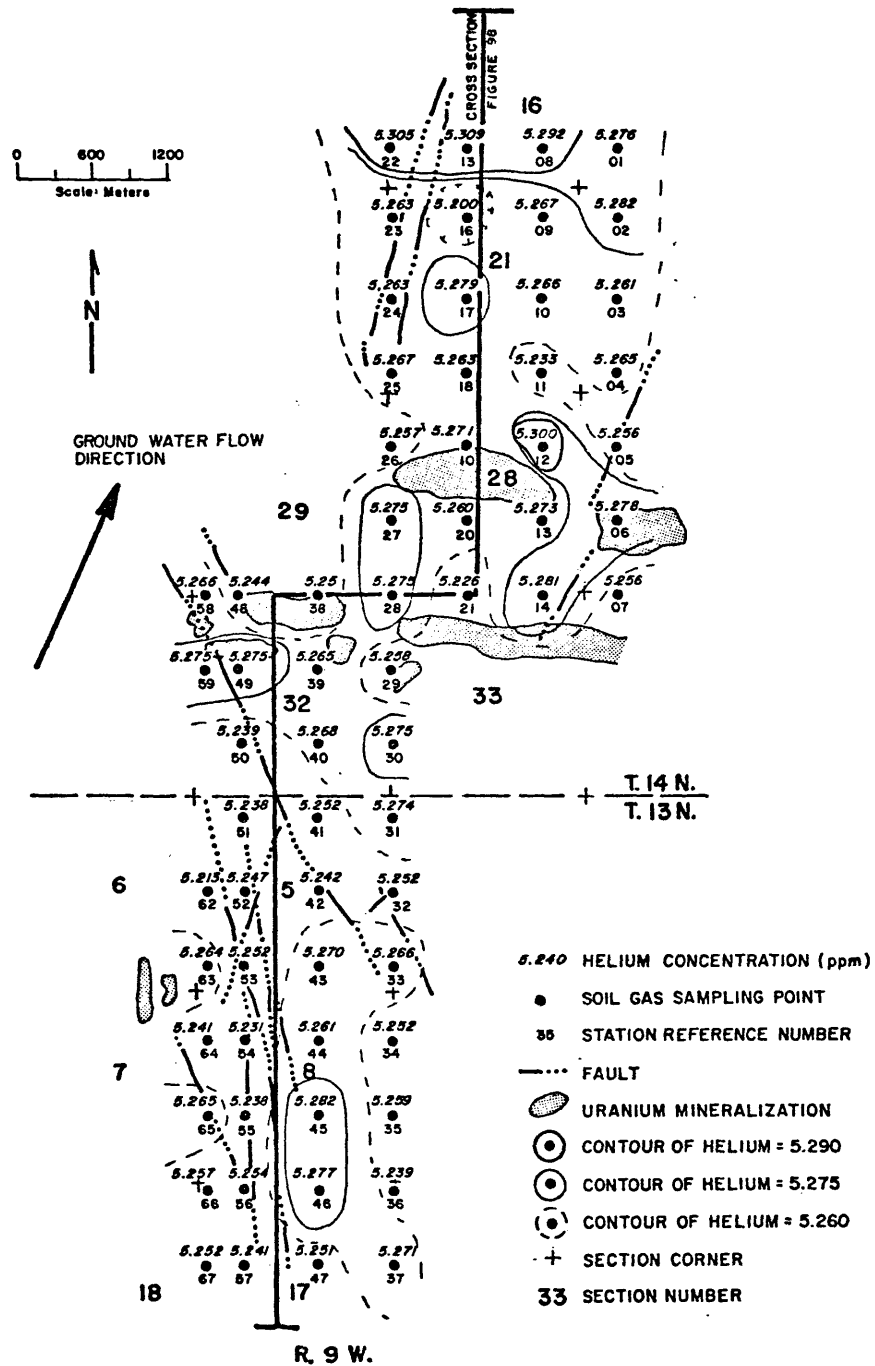 CROSS SECTION
FIGURE 98
16
0 600 1200
Scale: Meters
5.305 5.309 5.292 5.276
22 13 08 01
5.263 5.200 5.267 5.282
23 16 09 02
21
N
5.263 5.279 5.266 5.261
24 17 10 03
5.267 5.263 5.233 5.265
25 18 11 04
GROUND WATER FLOW
DIRECTION
5.257 5.271 5.300 5.256
26 10 12 05
28
29
5.275 5.260 5.273 5.278
27 20 13 06
5.266 5.244 5.25 5.275 5.226 5.281 5.256
58 48 38 28 21 14 07
5.275 5.275 5.265 5.258
59 49 39 29
32 33
5.239 5.268 5.275
50 40 30
T. 14 N.
T. 13 N.
5.238 5.252 5.274
51 41 31
6 5
5.213 5.247 5.242 5.252
62 52 42 32
5.264 5.252 5.270 5.266
63 53 43 33
5.241 5.231 5.261 5.252
64 54 44 34
7 8
5.265 5.238 5.282 5.259
65 55 45 35
5.257 5.254 5.277 5.239
66 56 46 36
5.252 5.241 5.251 5.271
67 57 47 37
18 17
R. 9 W.
5.240 HELIUM CONCENTRATION (ppm)
SOIL GAS SAMPLING POINT
35 STATION REFERENCE NUMBER
FAULT
URANIUM MINERALIZATION
CONTOUR OF HELIUM = 5.290
CONTOUR OF HELIUM = 5.275
CONTOUR OF HELIUM = 5.260
+ SECTION CORNER
33 SECTION NUMBER